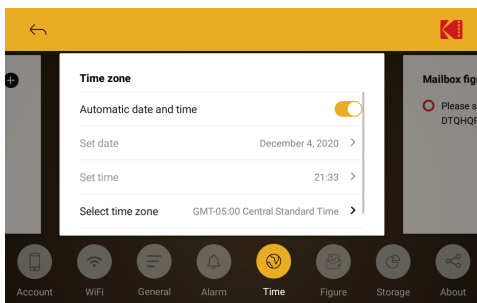 Time zone
Automatic date and time
Set date December 4, 2020
Set time 21:33
Select time zone GMT-05:00 Central Standard Time
Mailbox fig
Please s
DTQHQF
Account WiFi General Alarm Time Figure Storage About